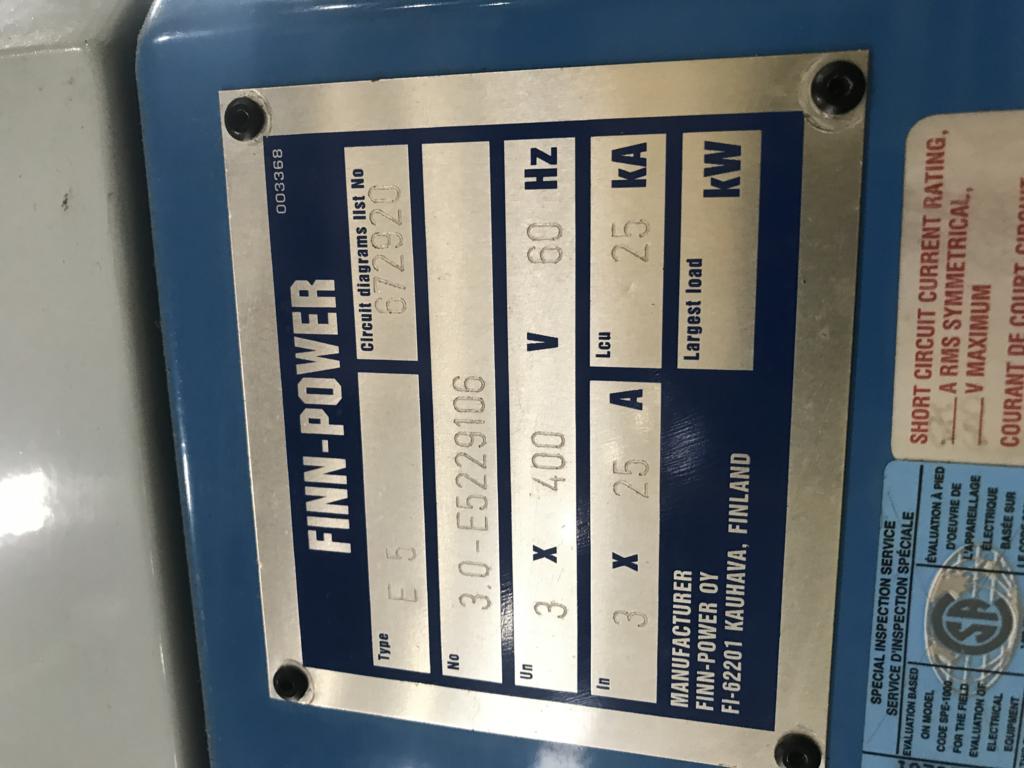 003368
FINN-POWER
Type E 5
Circuit diagrams list No 672920
No 3.0-E5229106
Un 3 x 400 V 60 Hz
In 3 x 25 A
Lcu 25 kA
Largest load kW
MANUFACTURER
FINN-POWER OY
FI-62201 KAUHAVA, FINLAND
SHORT CIRCUIT CURRENT RATING,
A RMS SYMMETRICAL,
V MAXIMUM
COURANT DE COURT CIRCUIT
SPECIAL INSPECTION SERVICE
SERVICE D'INSPECTION SPÉCIALE
EVALUATION BASED
ON MODEL
CODE SPE-1000
FOR THE FIELD
EVALUATION OF
ELECTRICAL
EQUIPMENT
ÉVALUATION À PIED
D'OEUVRE DE
L'APPAREILLAGE
ÉLECTRIQUE
BASÉE SUR